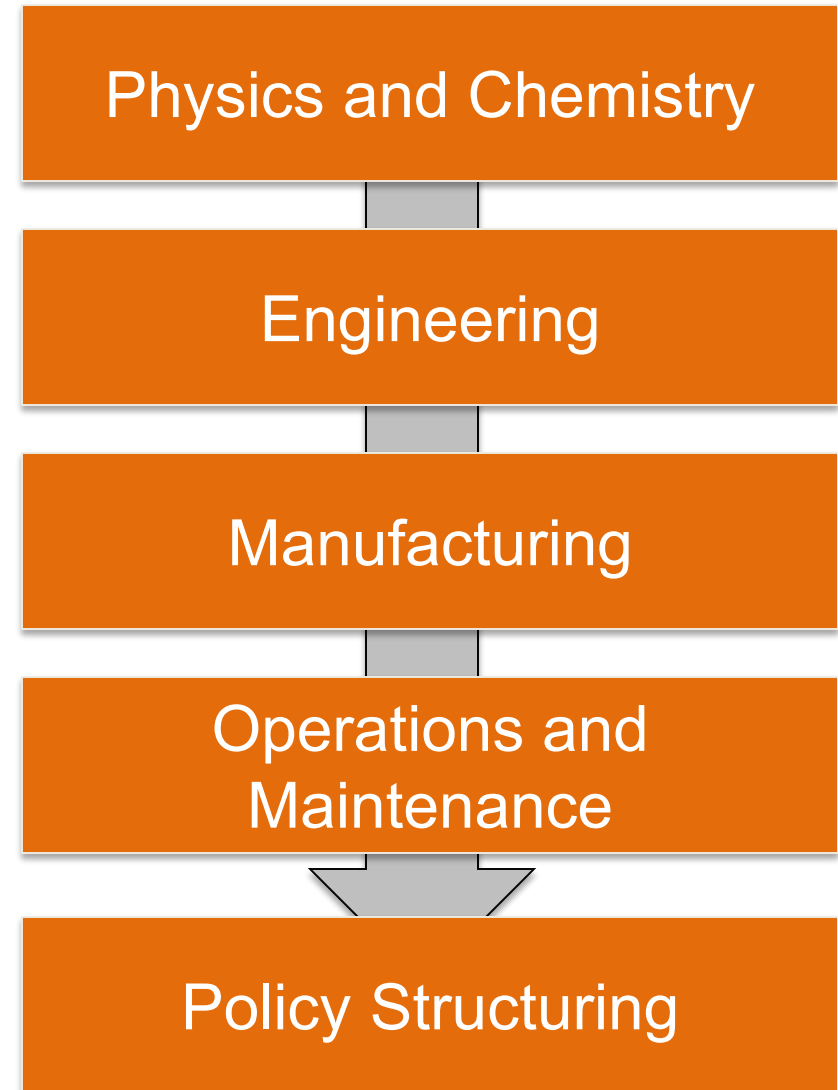 Physics and Chemistry
Engineering
Manufacturing
Operations and
Maintenance
Policy Structuring